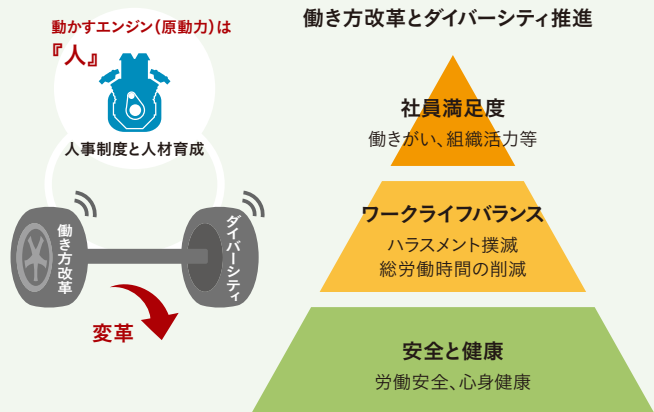 動かすエンジン（原動力）は
『人』
人事制度と人材育成
働き方改革
ダイバーシティ
変革
働き方改革とダイバーシティ推進
社員満足度
働きがい、組織活力等
ワークライフバランス
ハラスメント撲滅
総労働時間の削減
安全と健康
労働安全、心身健康